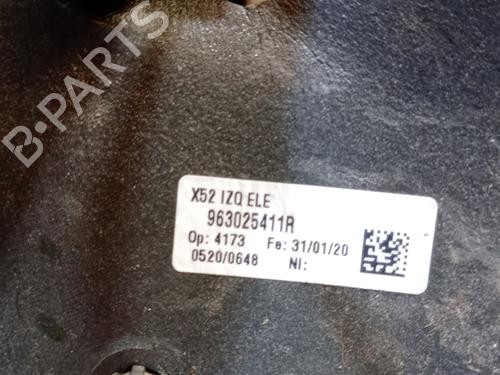 B-PARTS
X52 IZQ ELE
963025411R
Op: 4173 Fe: 31/01/20
0520/0648 NI: